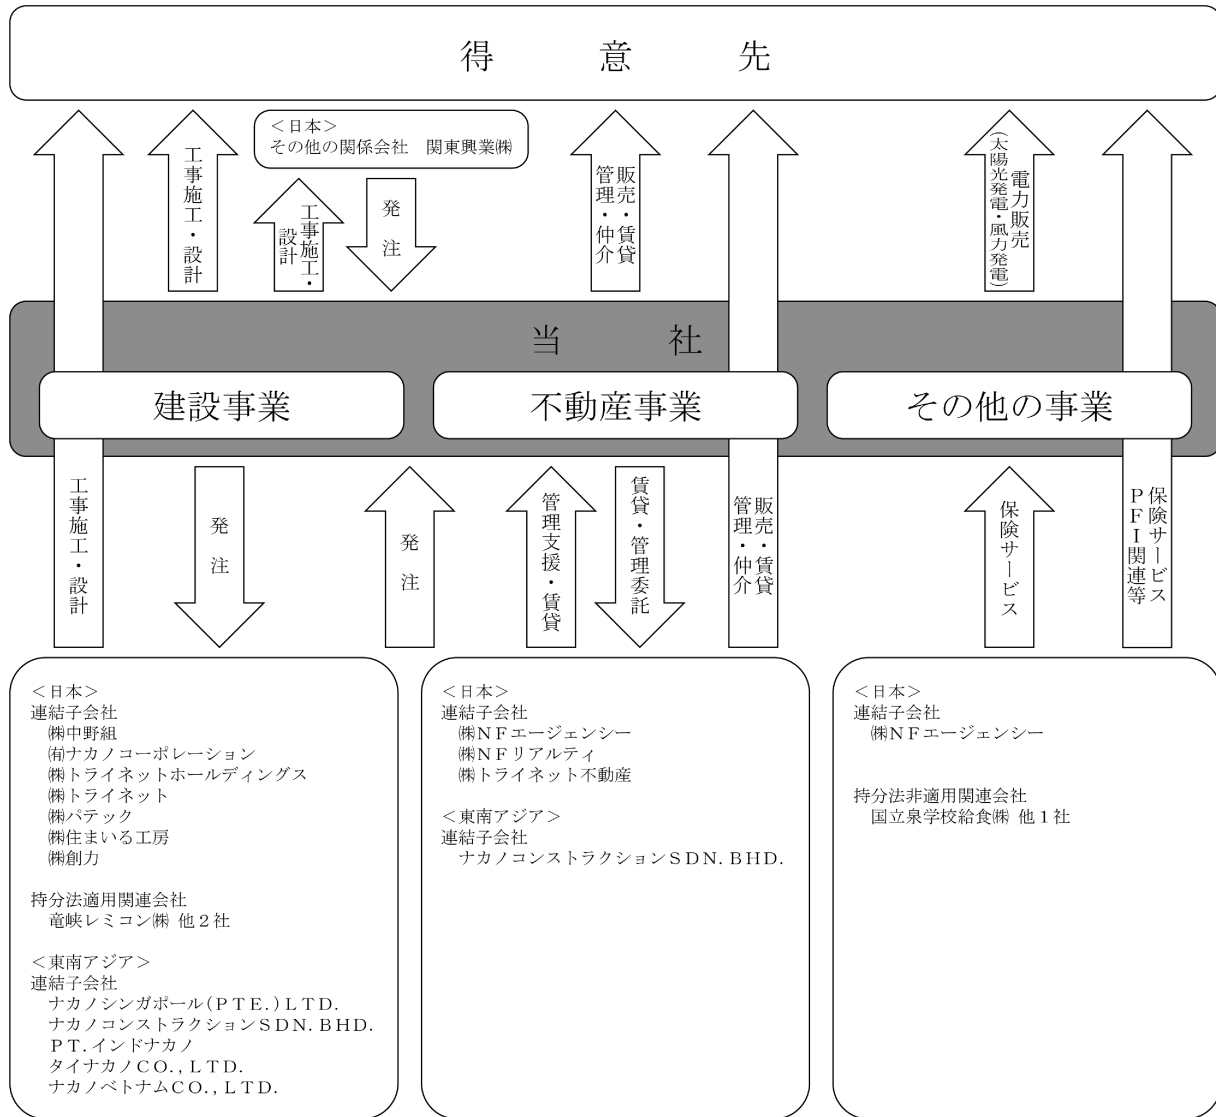 得意先
＜日本＞
その他の関係会社　関東興業㈱
工事施工・設計
工事施工・
設計
発注
販売・賃貸
管理・仲介
電力販売
(太陽光発電・風力発電)
当社
建設事業
不動産事業
その他の事業
工事施工・設計
発注
発注
管理支援・賃貸
賃貸・管理委託
販売・賃貸
管理・仲介
保険サービス
保険サービス
ＰＦＩ関連等
＜日本＞
連結子会社
㈱中野組
㈲ナカノコーポレーション
㈱トライネットホールディングス
㈱トライネット
㈱パテック
㈱住まいる工房
㈱創力
持分法適用関連会社
竜峡レミコン㈱ 他２社
＜東南アジア＞
連結子会社
ナカノシンガポール(ＰＴＥ.)ＬＴＤ.
ナカノコンストラクションＳＤＮ.ＢＨＤ.
ＰＴ.インドナカノ
タイナカノＣＯ.,ＬＴＤ.
ナカノベトナムＣＯ.,ＬＴＤ.
＜日本＞
連結子会社
㈱ＮＦエージェンシー
㈱ＮＦリアルティ
㈱トライネット不動産
＜東南アジア＞
連結子会社
ナカノコンストラクションＳＤＮ.ＢＨＤ.
＜日本＞
連結子会社
㈱ＮＦエージェンシー
持分法非適用関連会社
国立泉学校給食㈱ 他１社